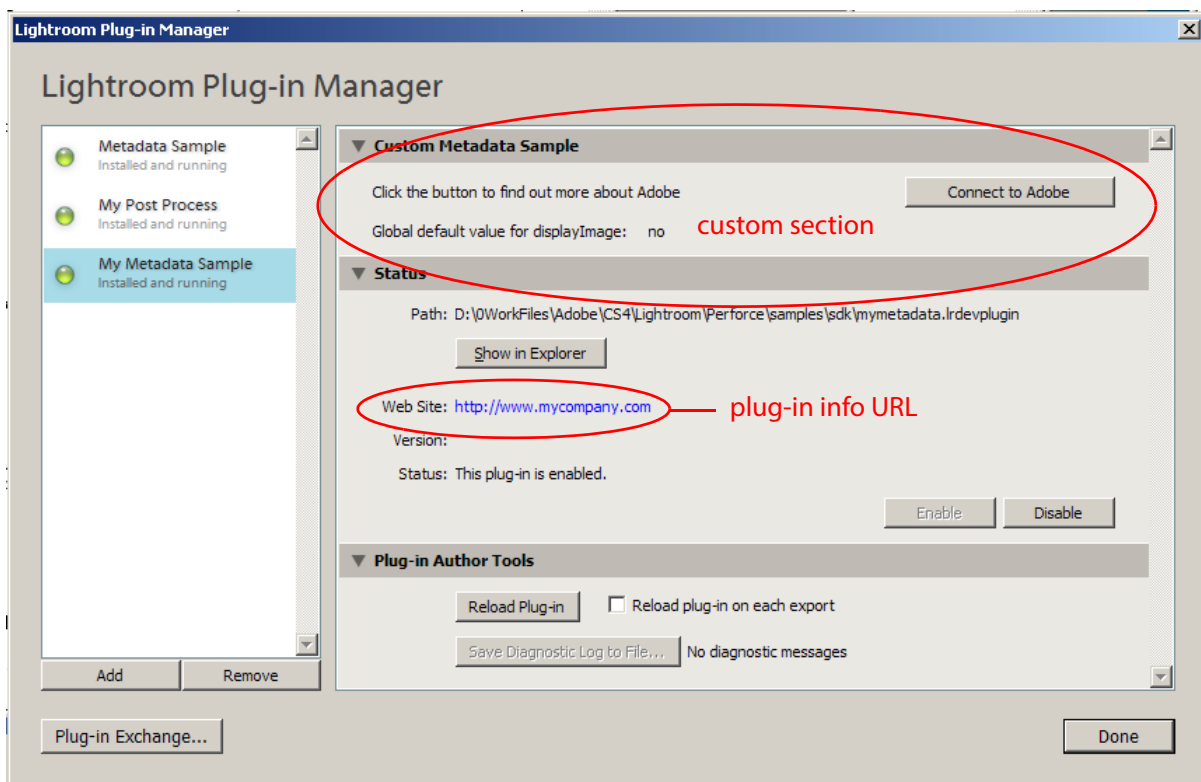 Lightroom Plug-in Manager
Lightroom Plug-in Manager
Metadata Sample
Installed and running
My Post Process
Installed and running
My Metadata Sample
Installed and running
Add Remove
Custom Metadata Sample
Click the button to find out more about Adobe Connect to Adobe
Global default value for displayImage: no custom section
Status
Path: D:\0WorkFiles\Adobe\CS4\Lightroom\Perforce\samples\sdk\mymetadata.lrdevplugin
Show in Explorer
Web Site: http://www.mycompany.com plug-in info URL
Version:
Status: This plug-in is enabled.
Enable Disable
Plug-in Author Tools
Reload Plug-in Reload plug-in on each export
Save Diagnostic Log to File... No diagnostic messages
Plug-in Exchange... Done